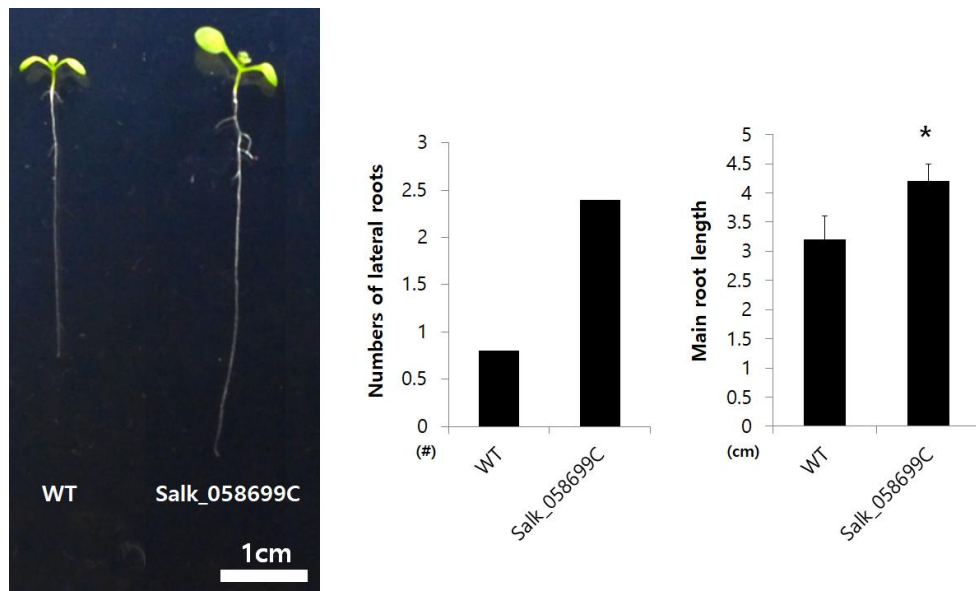 WT
Salk_058699C
1cm
Numbers of lateral roots
3
2.5
2
1.5
1
0.5
0
(#)
WT
Salk_058699C
Main root length
5
4.5
4
3.5
3
2.5
2
1.5
1
0.5
0
(cm)
*
WT
Salk_058699C